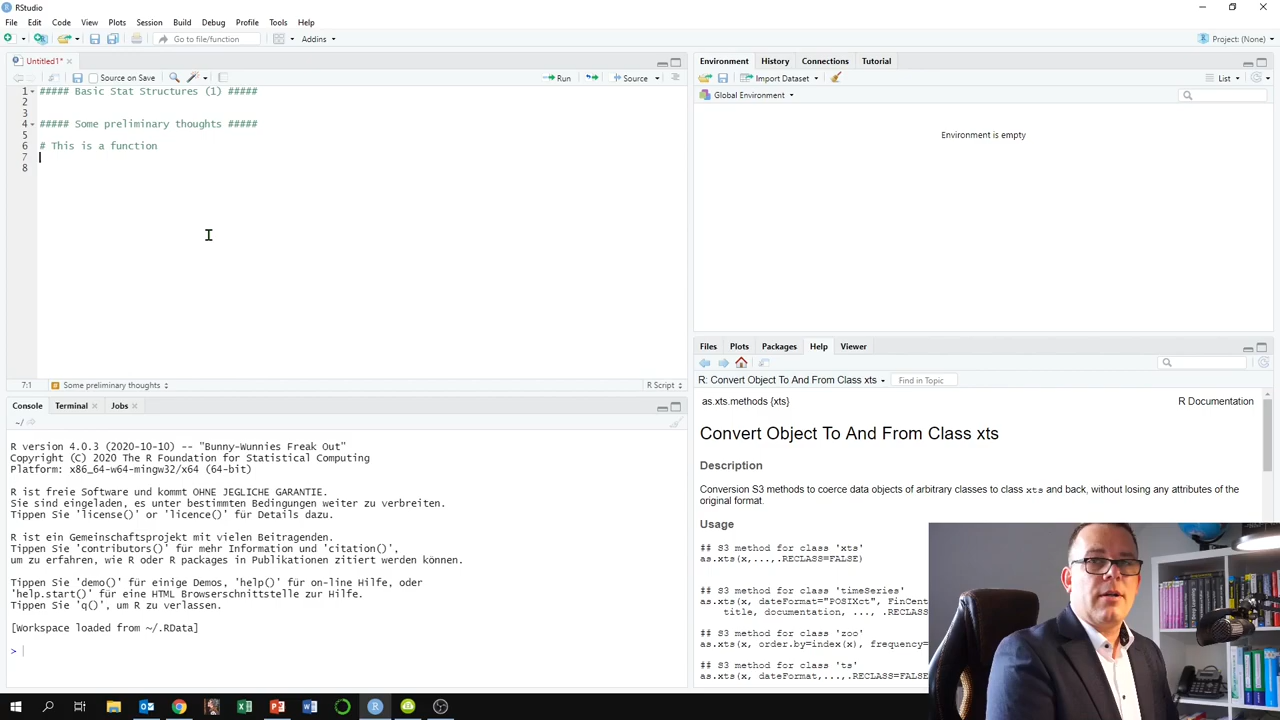 RStudio
File Edit Code View Plots Session Build Debug Profile Tools Help
Go to file/function Addins Project: (None)
Untitled1*
Source on Save Run Source
1 ##### Basic Stat Structures (1) #####
2
3
4 ##### Some preliminary thoughts #####
5
6 # This is a function
7
8
7:1 Some preliminary thoughts R Script
Console Terminal Jobs
~/
R version 4.0.3 (2020-10-10) -- "Bunny-Wunnies Freak Out"
Copyright (C) 2020 The R Foundation for Statistical Computing
Platform: x86_64-w64-mingw32/x64 (64-bit)
R ist freie Software und kommt OHNE JEGLICHE GARANTIE.
Sie sind eingeladen, es unter bestimmten Bedingungen weiter zu verbreiten.
Tippen Sie 'license()' or 'licence()' für Details dazu.
R ist ein Gemeinschaftsprojekt mit vielen Beitragenden.
Tippen Sie 'contributors()' für mehr Information und 'citation()',
um zu erfahren, wie R oder R packages in Publikationen zitiert werden können.
Tippen Sie 'demo()' für einige Demos, 'help()' für on-line Hilfe, oder
'help.start()' für eine HTML Browserschnittstelle zur Hilfe.
Tippen Sie 'q()', um R zu verlassen.
[Workspace loaded from ~/.RData]
>
Environment History Connections Tutorial
Import Dataset List
Global Environment
Environment is empty
Files Plots Packages Help Viewer
R: Convert Object To And From Class xts Find in Topic
as.xts.methods {xts} R Documentation
Convert Object To And From Class xts
Description
Conversion S3 methods to coerce data objects of arbitrary classes to class xts and back, without losing any attributes of the
original format.
Usage
## S3 method for class 'xts'
as.xts(x,...,.RECLASS=FALSE)
## S3 method for class 'timeSeries'
as.xts(x, dateFormat="POSIXct", FinCent
title, documentation, ..., .RECLASS
## S3 method for class 'zoo'
as.xts(x, order.by=index(x), frequency=
## S3 method for class 'ts'
as.xts(x, dateFormat,...,.RECLASS=FALSE